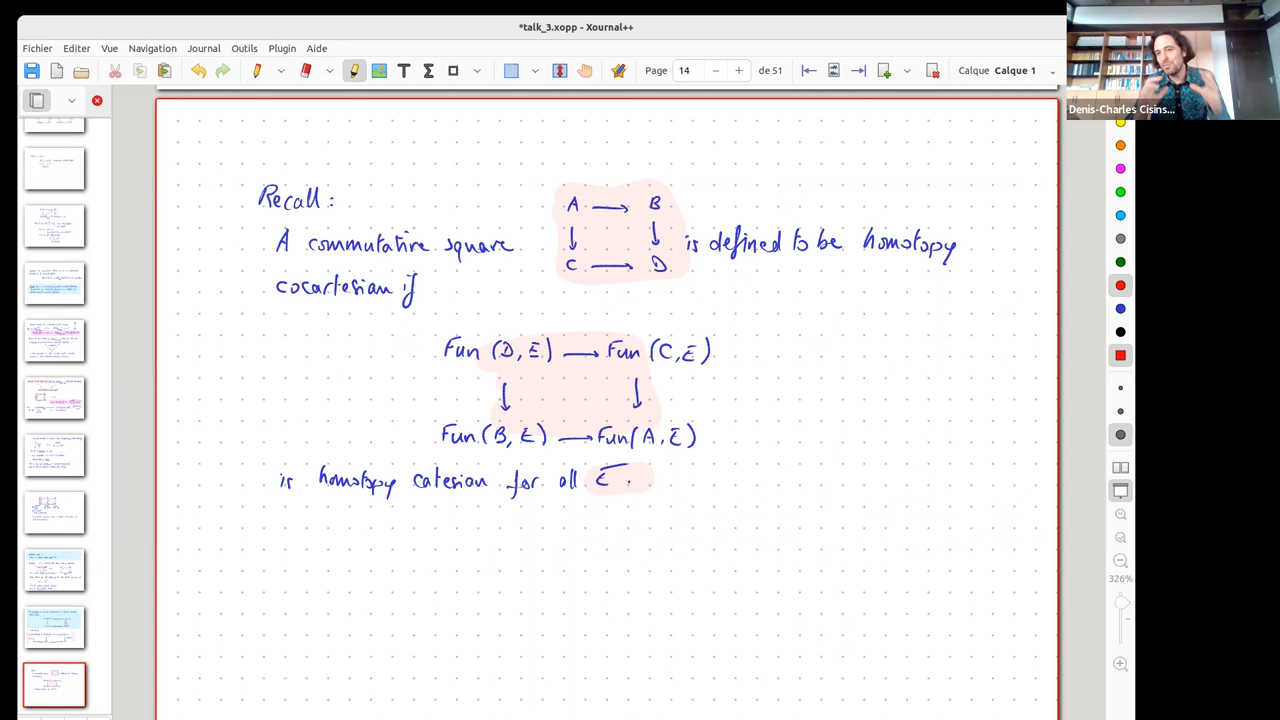 *talk_3.xopp - Xournal++
Fichier Editer Vue Navigation Journal Outils Plugin Aide
Page 14 de 51 Calque Calque 1
Denis-Charles Cisins...
Recall :
A → B
A commutative square is defined to be homotopy
C → D
cocartesian if
Fun (D, E) → Fun (C, E)
↓ ↓
Fun (B, E) → Fun (A, E)
is homotopy catesian for all E .
326%